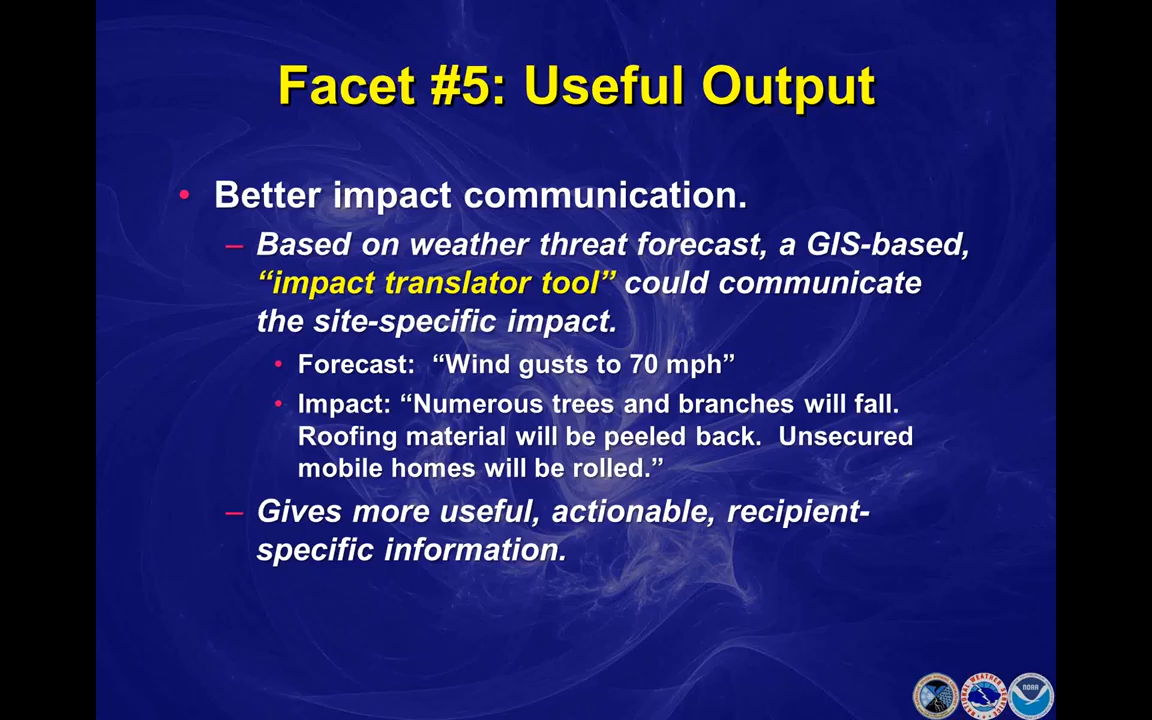 Facet #5: Useful Output
• Better impact communication.
– Based on weather threat forecast, a GIS-based,
“impact translator tool” could communicate
the site-specific impact.
• Forecast: “Wind gusts to 70 mph”
• Impact: “Numerous trees and branches will fall.
Roofing material will be peeled back. Unsecured
mobile homes will be rolled.”
– Gives more useful, actionable, recipient-
specific information.
NOAA